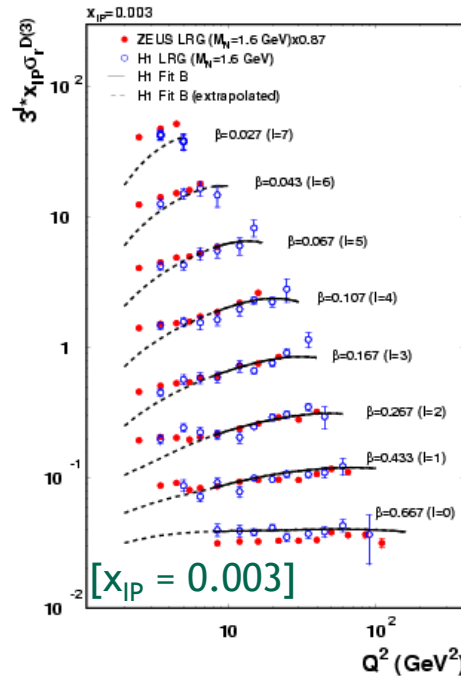 x_IP=0.003
ZEUS LRG (M_N=1.6 GeV)x0.87
H1 LRG (M_N=1.6 GeV)
H1 Fit B
H1 Fit B (extrapolated)
3^l*x_IPσ_r^D(3)
β=0.027 (l=7)
β=0.043 (l=6)
β=0.067 (l=5)
β=0.107 (l=4)
β=0.167 (l=3)
β=0.267 (l=2)
β=0.433 (l=1)
β=0.667 (l=0)
10^2
10
1
10^-1
10^-2
[x_IP = 0.003]
10
10^2
Q^2 (GeV^2)